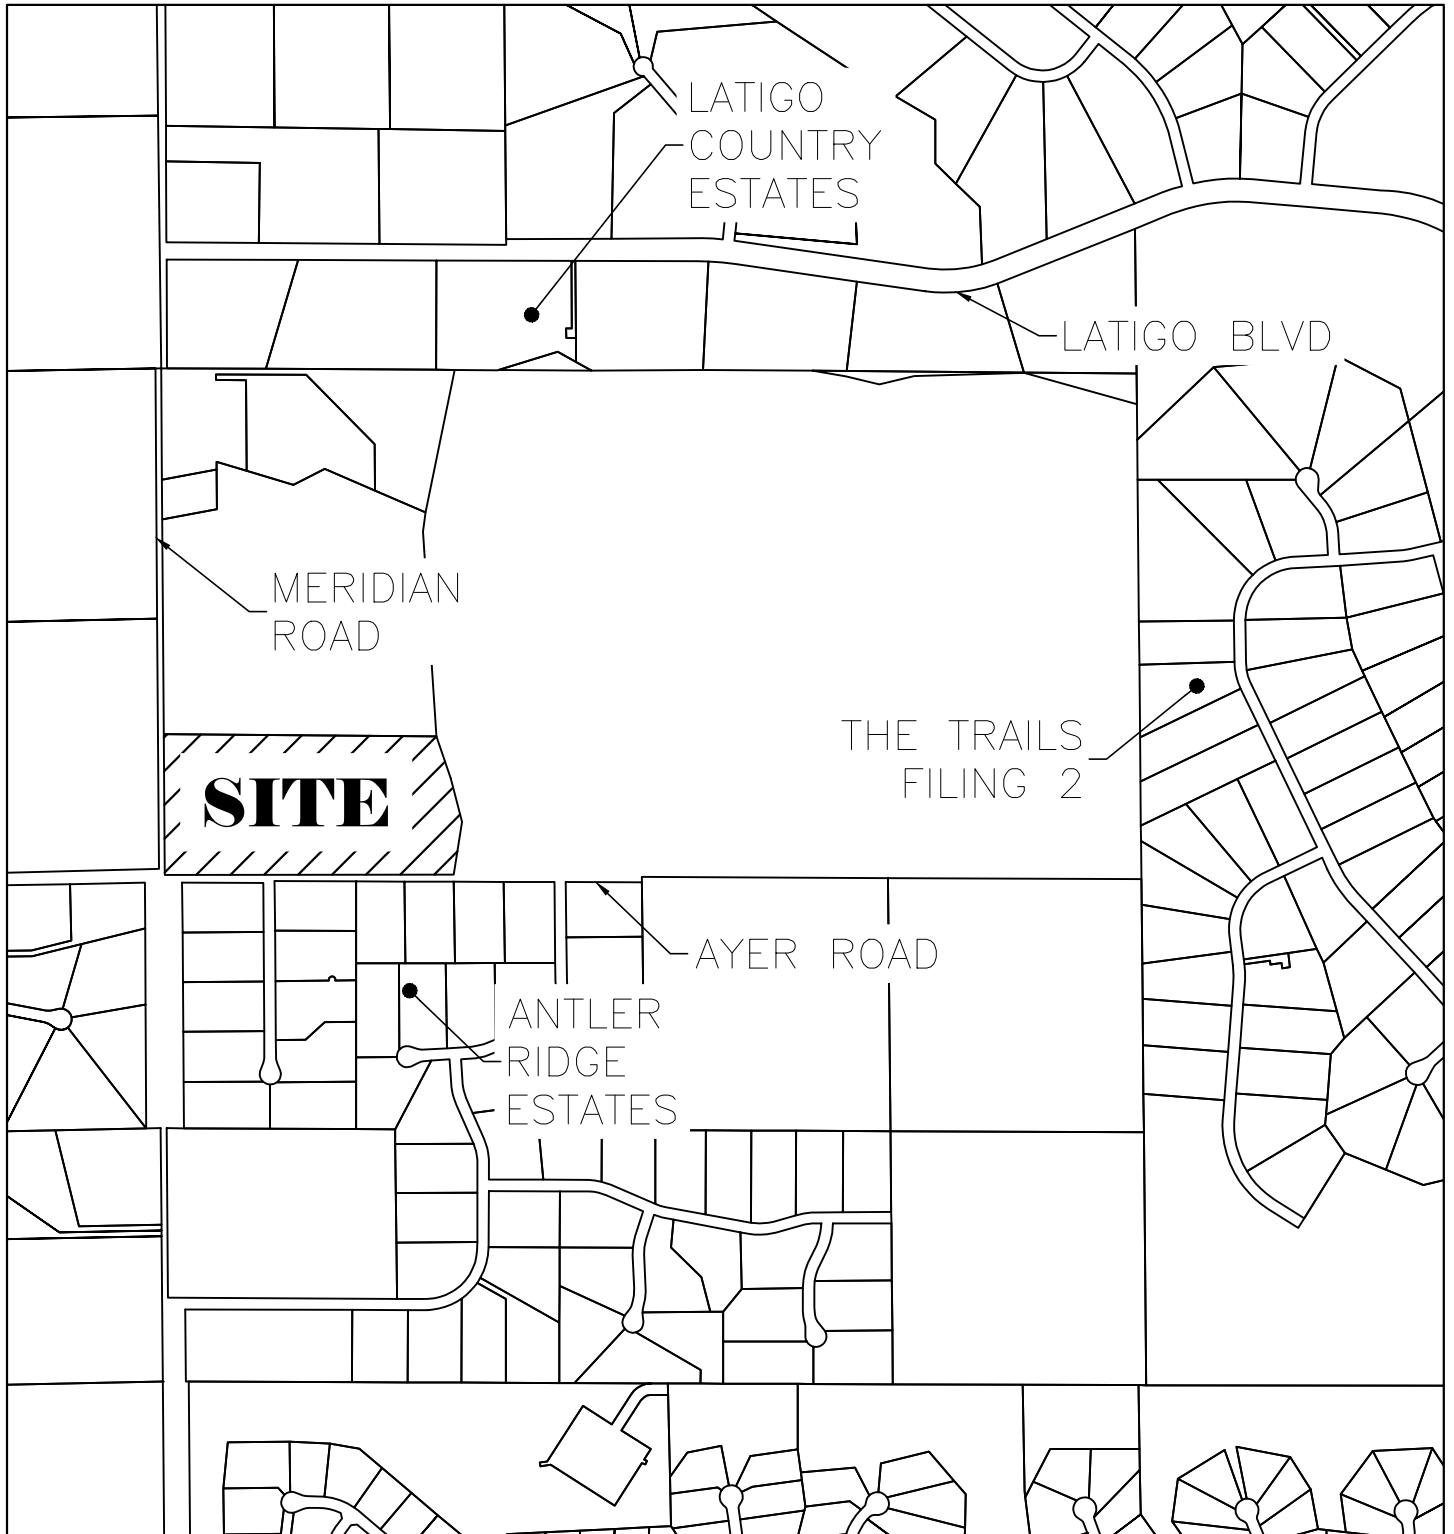 LATIGO
COUNTRY
ESTATES
LATIGO BLVD
MERIDIAN
ROAD
THE TRAILS
FILING 2
SITE
AYER ROAD
ANTLER
RIDGE
ESTATES